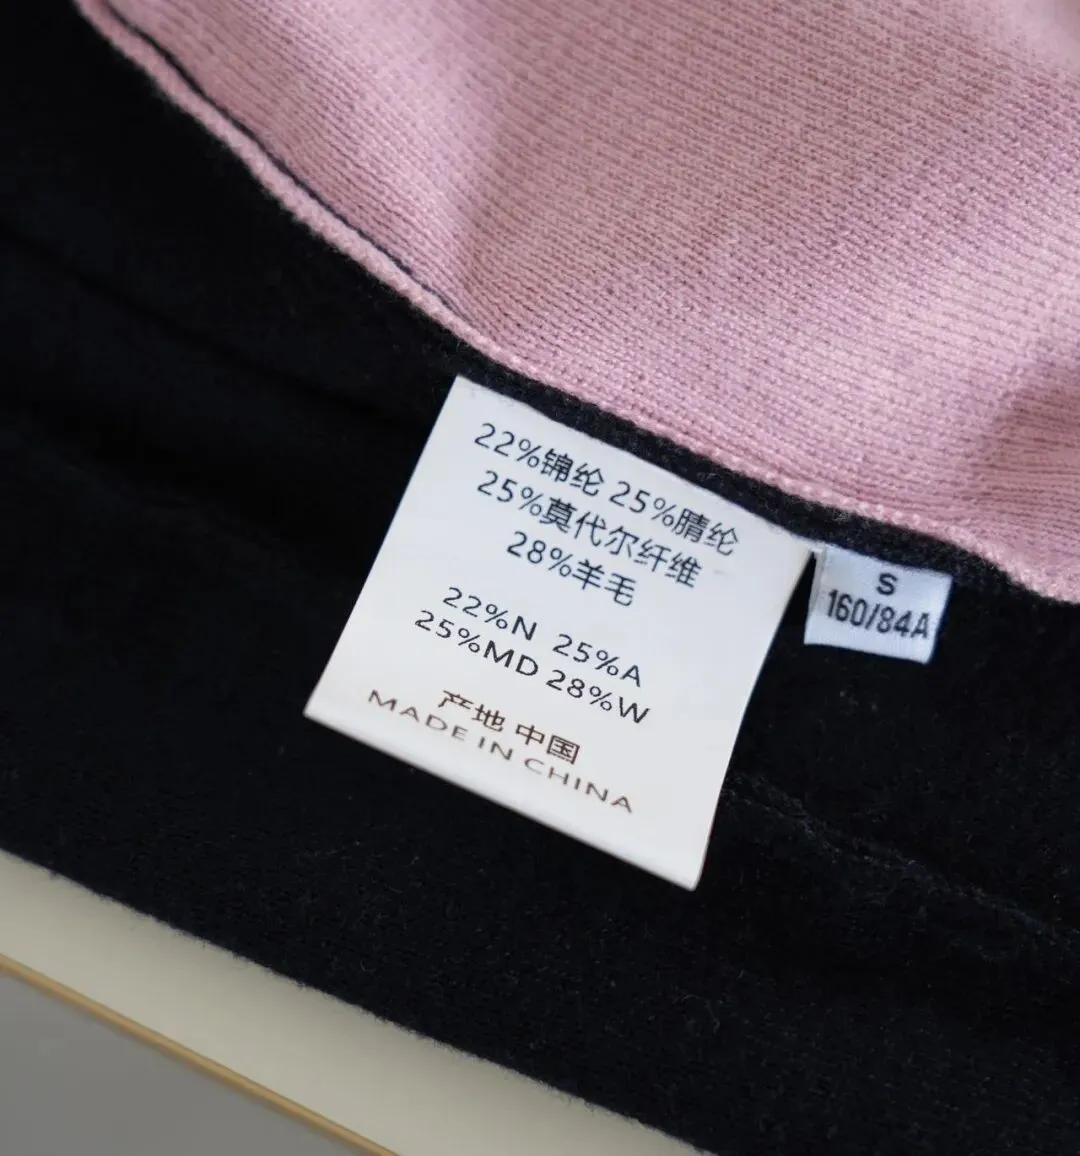 22%锦纶 25%腈纶
25%莫代尔纤维
28%羊毛
22%N 25%A
25%MD 28%W
产地 中国
MADE IN CHINA
S
160/84A